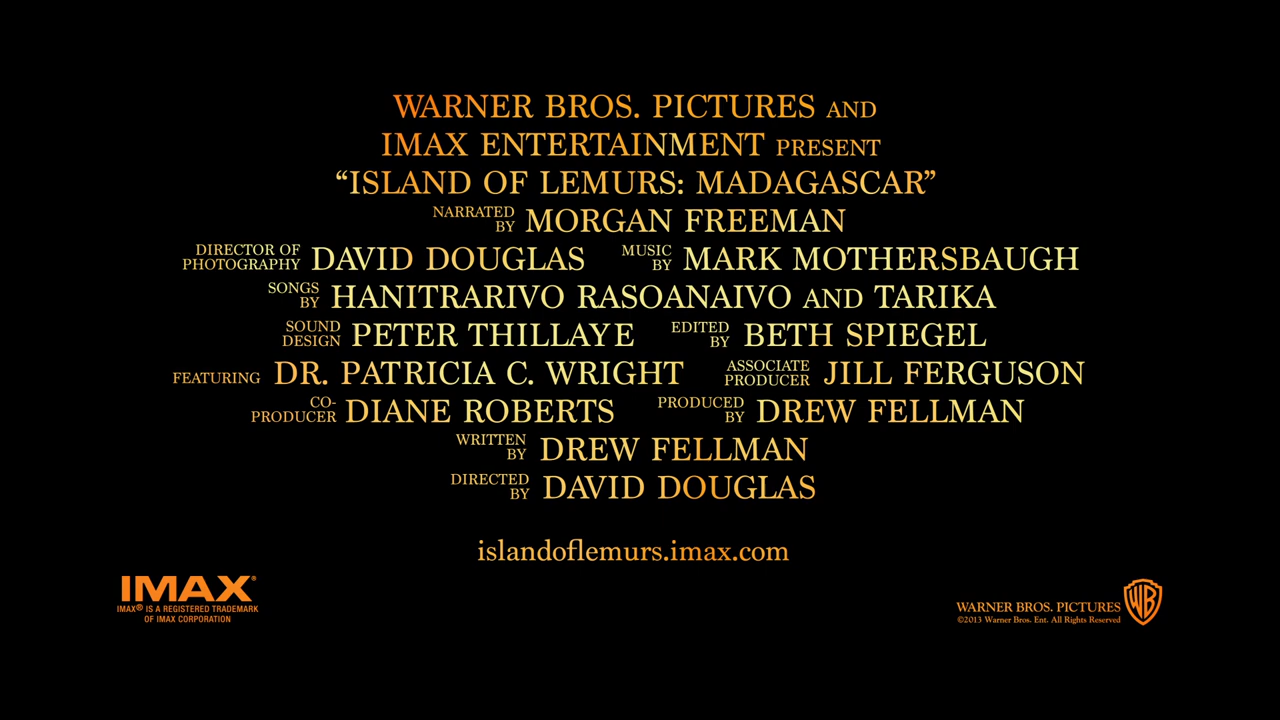 WARNER BROS. PICTURES AND
IMAX ENTERTAINMENT PRESENT
“ISLAND OF LEMURS: MADAGASCAR”
NARRATED BY MORGAN FREEMAN
DIRECTOR OF PHOTOGRAPHY DAVID DOUGLAS MUSIC BY MARK MOTHERSBAUGH
SONGS BY HANITRARIVO RASOANAIVO AND TARIKA
SOUND DESIGN PETER THILLAYE EDITED BY BETH SPIEGEL
FEATURING DR. PATRICIA C. WRIGHT ASSOCIATE PRODUCER JILL FERGUSON
CO-PRODUCER DIANE ROBERTS PRODUCED BY DREW FELLMAN
WRITTEN BY DREW FELLMAN
DIRECTED BY DAVID DOUGLAS
islandoflemurs.imax.com
IMAX®
IMAX® IS A REGISTERED TRADEMARK
OF IMAX CORPORATION
WARNER BROS. PICTURES
©2013 Warner Bros. Ent. All Rights Reserved
WB